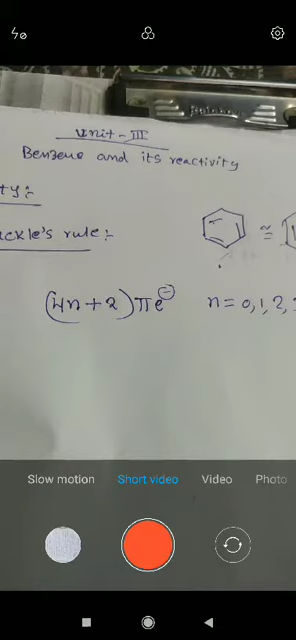 Unit-III
Benzene and its reactivity
ty:-
ckle's rule:-
(4n+2)πe⊖ n=0,1,2,
Slow motion Short video Video Photo